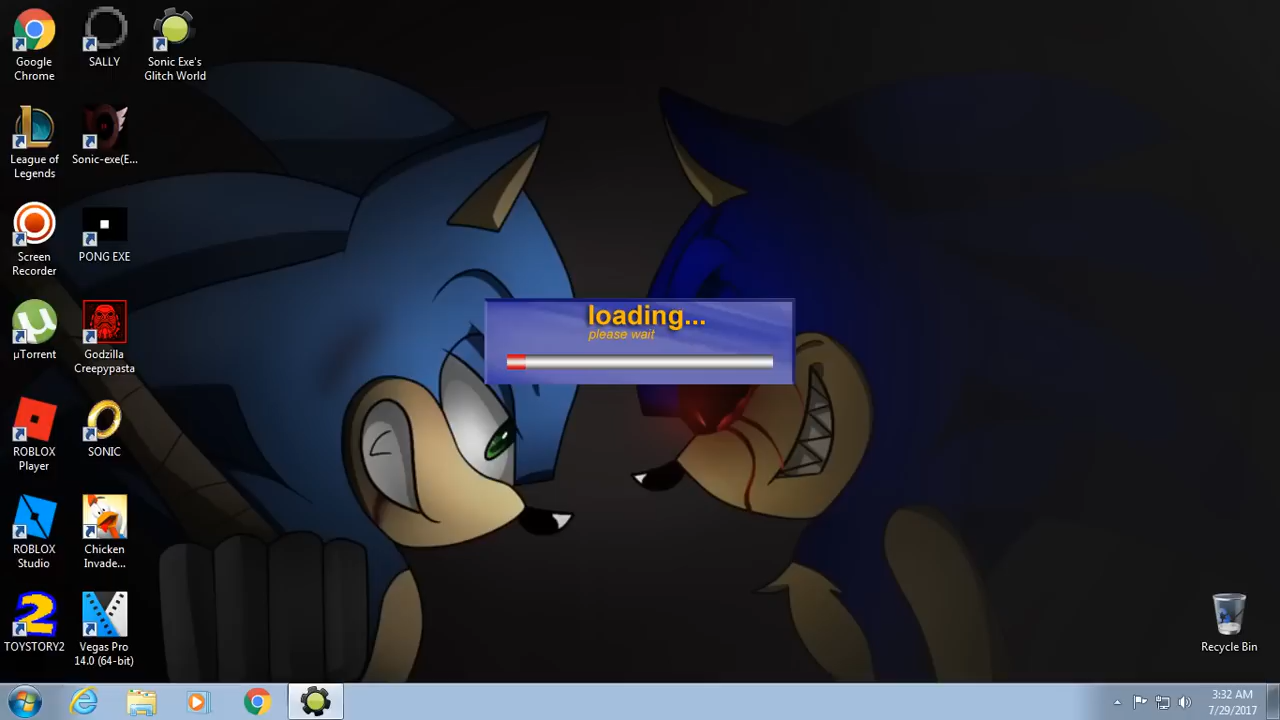 Google
Chrome
SALLY
Sonic Exe's
Glitch World
League of
Legends
Sonic-exe(E...
Screen
Recorder
PONG EXE
µTorrent
Godzilla
Creepypasta
ROBLOX
Player
SONIC
ROBLOX
Studio
Chicken
Invade...
2
TOYSTORY2
Vegas Pro
14.0 (64-bit)
loading...
please wait
Recycle Bin
3:32 AM
7/29/2017